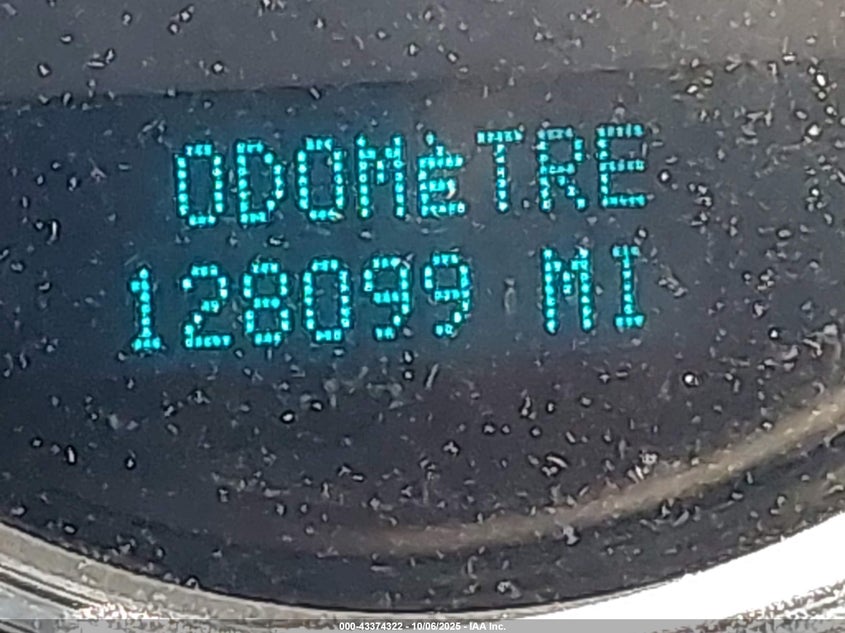 ODOMèTRE
128099 MI
000-43374322 - 10/06/2025 - IAA Inc.